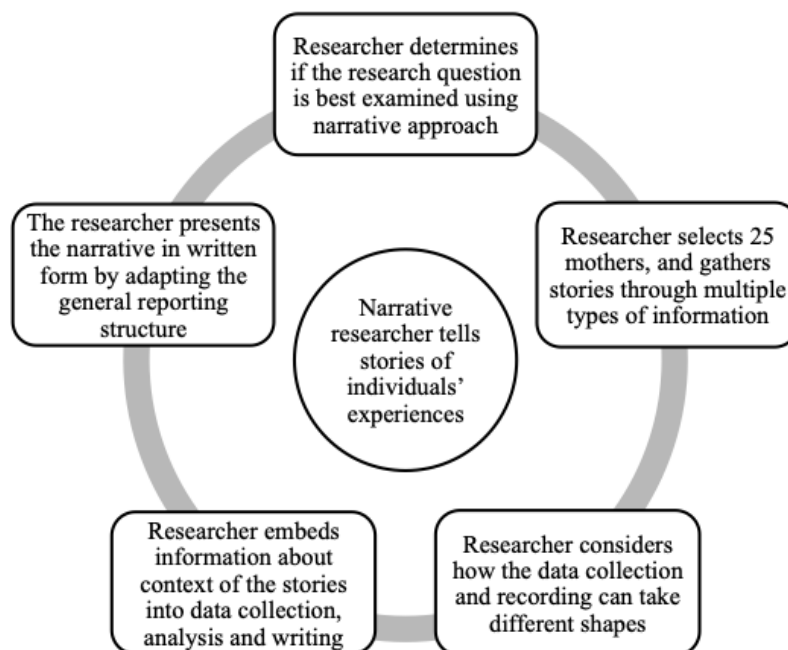 Researcher determines
if the research question
is best examined using
narrative approach
Researcher selects 25
mothers, and gathers
stories through multiple
types of information
Researcher considers
how the data collection
and recording can take
different shapes
Researcher embeds
information about
context of the stories
into data collection,
analysis and writing
The researcher presents
the narrative in written
form by adapting the
general reporting
structure
Narrative
researcher tells
stories of
individuals’
experiences